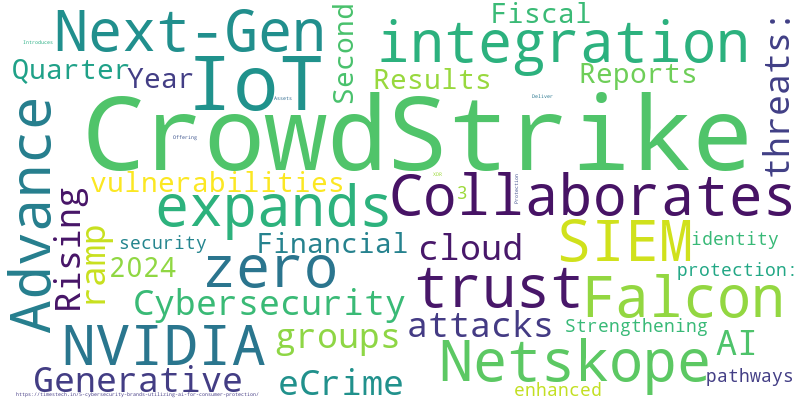 Introduces
Next-Gen
Second
Fiscal
integration
threats:
Quarter
Year
IoT
Results
Reports
Assets
Deliver
CrowdStrike
Offering
Advance
vulnerabilities
XDR
3
Protection
Collaborates
Rising
expands
ramp
security
Financial
cloud
SIEM
identity
2024
zero
trust
protection:
Falcon
Cybersecurity
attacks
Strengthening
NVIDIA
groups
AI
Netskope
Generative
eCrime
enhanced
pathways
https://timestech.in/5-cybersecurity-brands-utilizing-ai-for-consumer-protection/